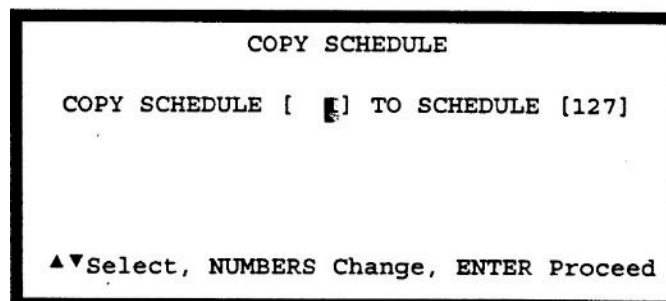 COPY SCHEDULE
COPY SCHEDULE [ ] TO SCHEDULE [127]
▲▼Select, NUMBERS Change, ENTER Proceed